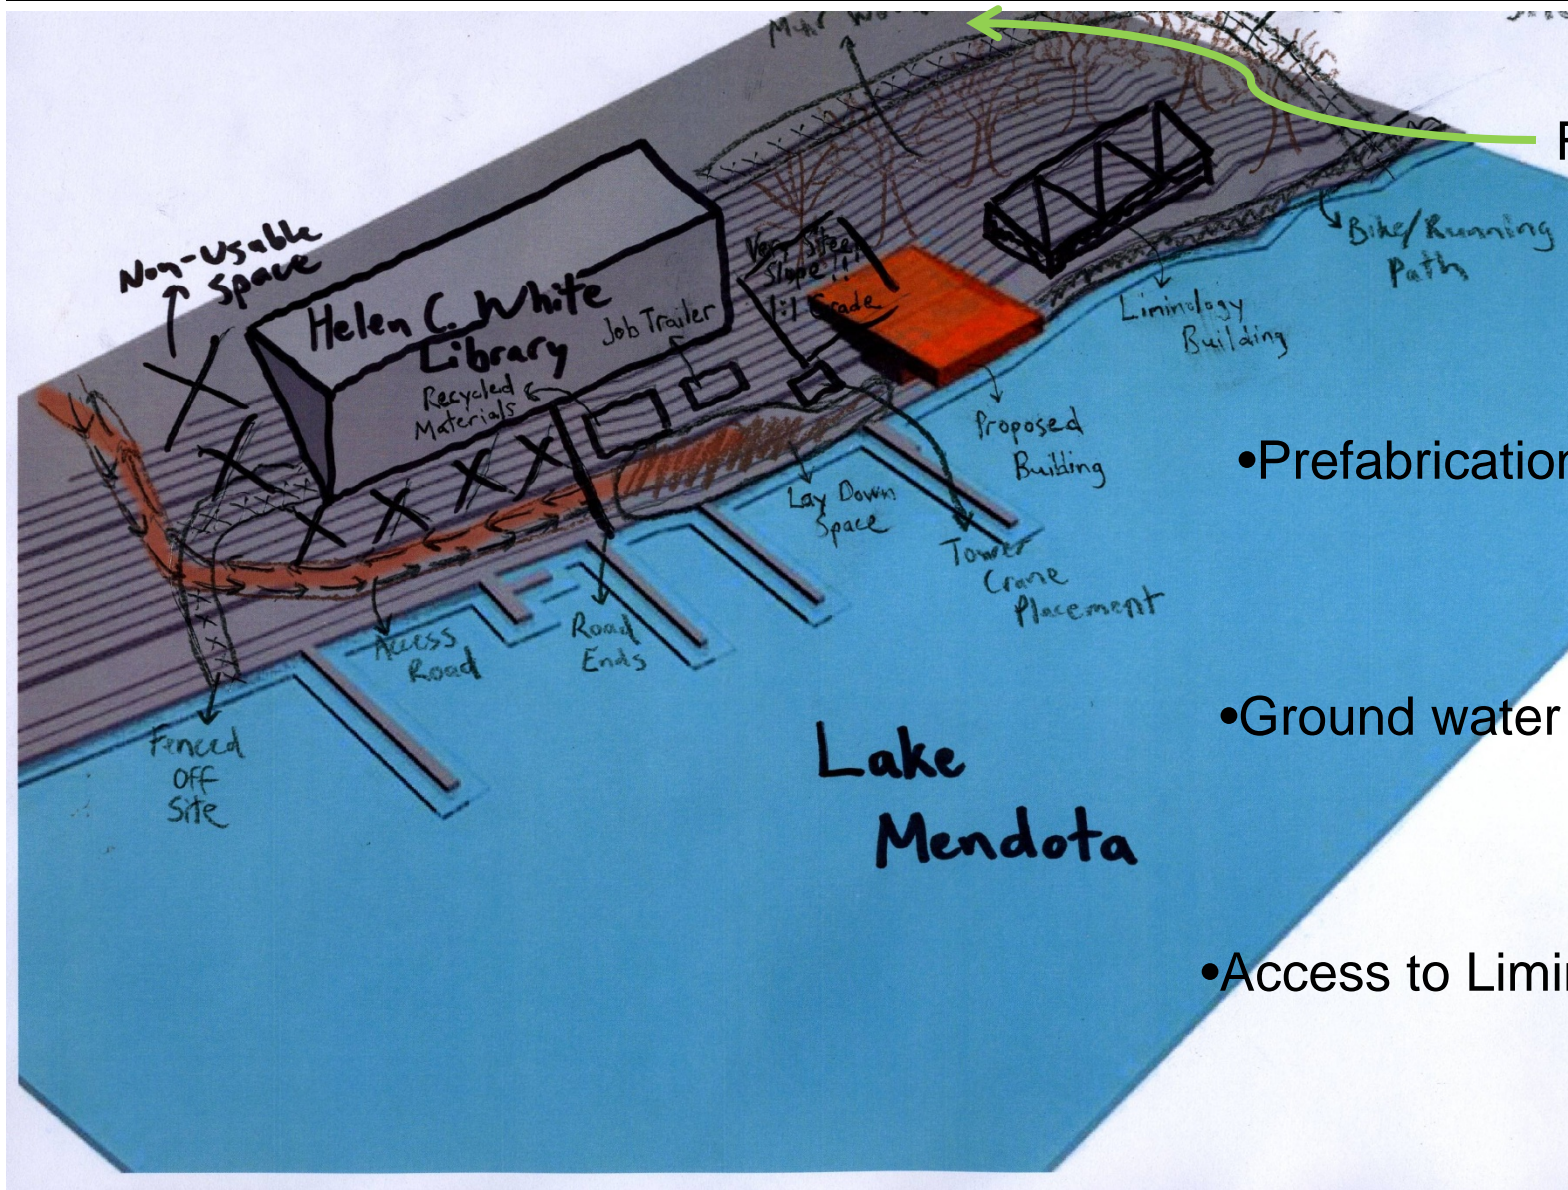 Non-Usable
Space
Helen C. White
Library
Job Trailer
Recycled
Materials
Very Steep
Slope!!!
1:1 Grade
Bike/Running
Path
Liminology
Building
Proposed
Building
Lay Down
Space
Tower
Crane
Placement
Access
Road
Road
Ends
Fenced
Off
Site
Lake
Mendota
•Prefabrication
•Ground water
•Access to Limi